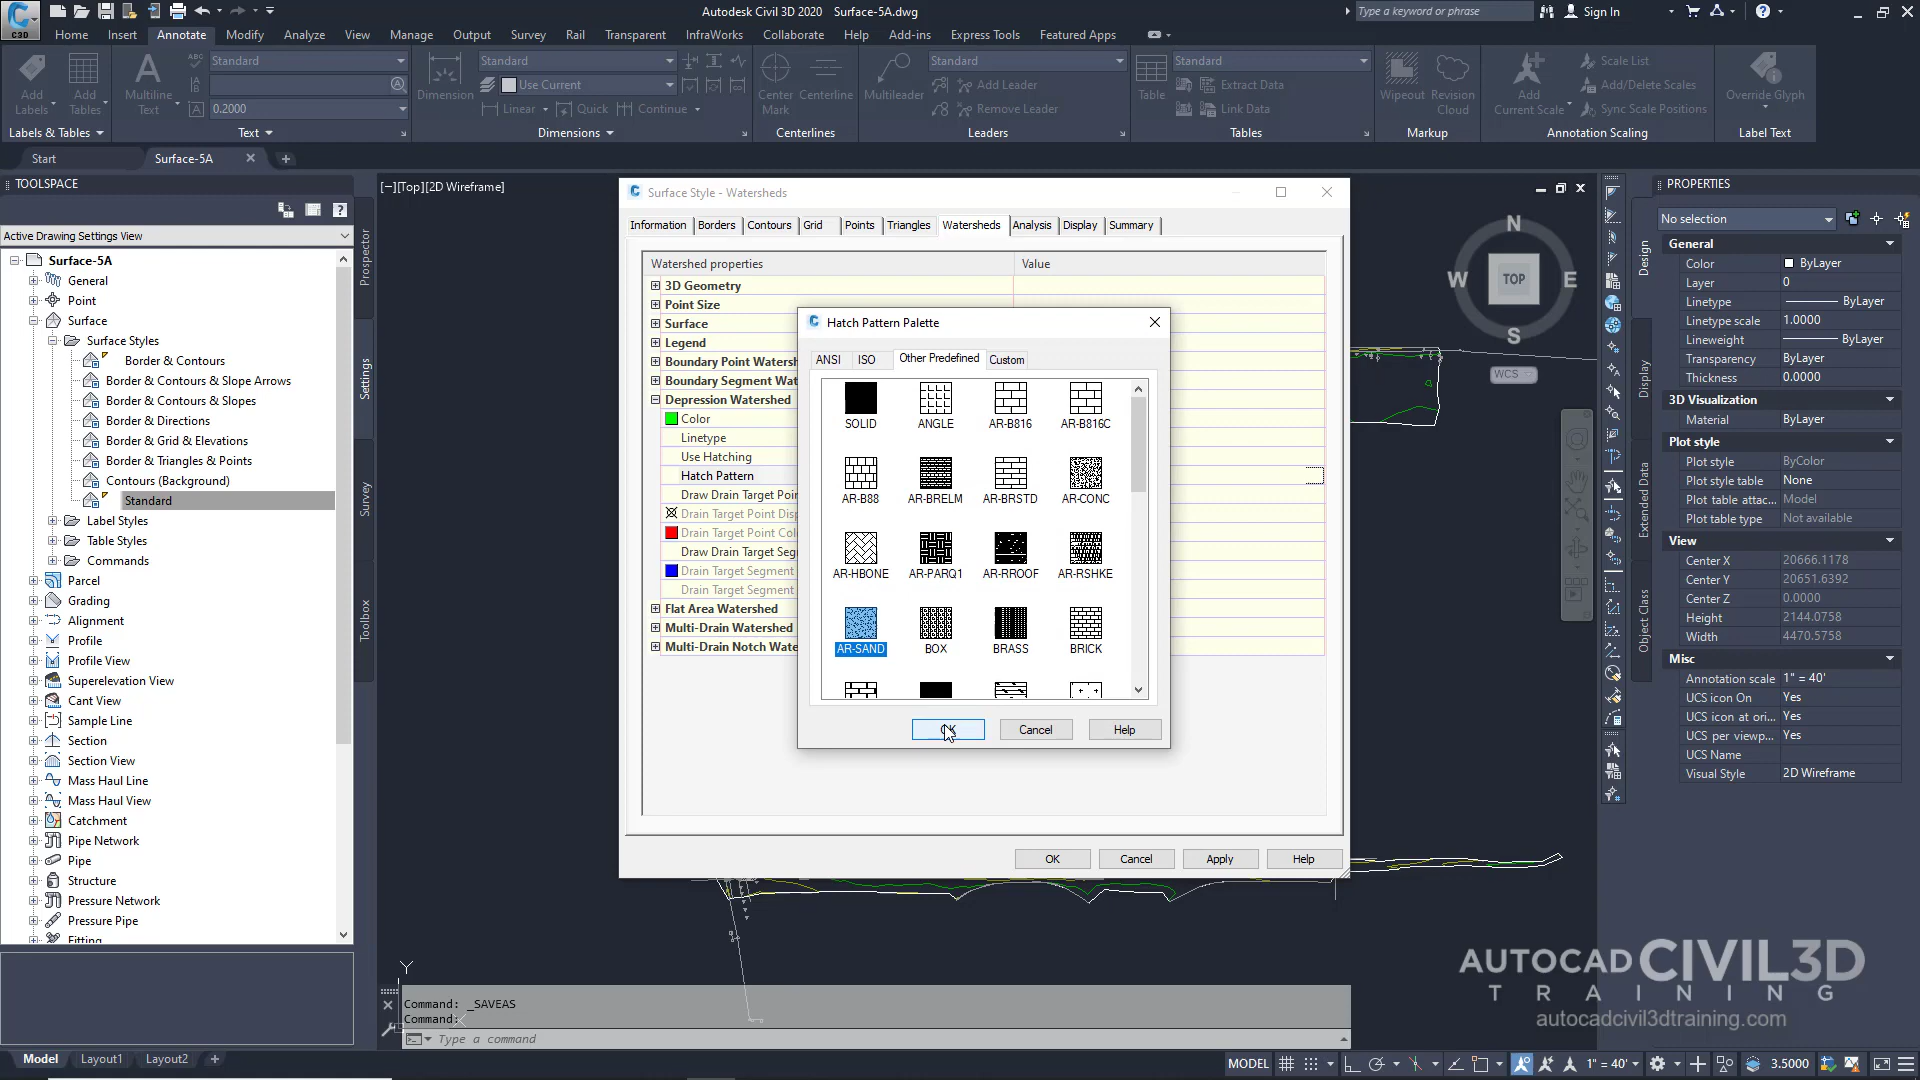 Autodesk Civil 3D 2020 Surface-5A.dwg
Type a keyword or phrase
Sign In
C3D
Home Insert Annotate Modify Analyze View Manage Output Survey Rail Transparent InfraWorks Collaborate Help Add-ins Express Tools Featured Apps
Add Labels
Add Tables
Labels & Tables
Multiline Text
ABC
Standard
0.2000
Text
Dimension
Standard
Use Current
Linear Quick Continue
Dimensions
Center Mark
Centerline
Centerlines
Multileader
Standard
Add Leader
Remove Leader
Leaders
Table
Standard
Extract Data
Link Data
Tables
Wipeout
Revision Cloud
Markup
Add Current Scale
Scale List
Add/Delete Scales
Sync Scale Positions
Annotation Scaling
Override Glyph
Label Text
Start
Surface-5A
TOOLSPACE
Active Drawing Settings View
Surface-5A
General
Point
Surface
Surface Styles
Border & Contours
Border & Contours & Slope Arrows
Border & Contours & Slopes
Border & Directions
Border & Grid & Elevations
Border & Triangles & Points
Contours (Background)
Standard
Label Styles
Table Styles
Commands
Parcel
Grading
Alignment
Profile
Profile View
Superelevation View
Cant View
Sample Line
Section
Section View
Mass Haul Line
Mass Haul View
Catchment
Pipe Network
Pipe
Structure
Pressure Network
Pressure Pipe
Fitting
Prospector
Settings
Survey
Toolbox
[−][Top][2D Wireframe]
Surface Style - Watersheds
Information Borders Contours Grid Points Triangles Watersheds Analysis Display Summary
Watershed properties Value
3D Geometry
Point Size
Surface
Legend
Boundary Point Watersh
Boundary Segment Wat
Depression Watershed
Color
Linetype
Use Hatching
Hatch Pattern
Draw Drain Target Poin
Drain Target Point Disp
Drain Target Point Col
Draw Drain Target Seg
Drain Target Segment
Drain Target Segment
Flat Area Watershed
Multi-Drain Watershed
Multi-Drain Notch Wate
OK Cancel Apply Help
Hatch Pattern Palette
ANSI ISO Other Predefined Custom
SOLID ANGLE AR-B816 AR-B816C
AR-B88 AR-BRELM AR-BRSTD AR-CONC
AR-HBONE AR-PARQ1 AR-RROOF AR-RSHKE
AR-SAND BOX BRASS BRICK
OK Cancel Help
N
W TOP E
S
WCS
Y
Command: _SAVEAS
Command:
Type a command
PROPERTIES
No selection
General
Color ByLayer
Layer 0
Linetype ByLayer
Linetype scale 1.0000
Lineweight ByLayer
Transparency ByLayer
Thickness 0.0000
3D Visualization
Material ByLayer
Plot style
Plot style ByColor
Plot style table None
Plot table attac... Model
Plot table type Not available
View
Center X 20666.1178
Center Y 20651.6392
Center Z 0.0000
Height 2144.0758
Width 4470.5758
Misc
Annotation scale 1" = 40'
UCS icon On Yes
UCS icon at ori... Yes
UCS per viewp... Yes
UCS Name
Visual Style 2D Wireframe
Design
Display
Extended Data
Object Class
AUTOCAD CIVIL3D
TRAINING
autocadcivil3dtraining.com
Model Layout1 Layout2
MODEL 1" = 40' 3.5000